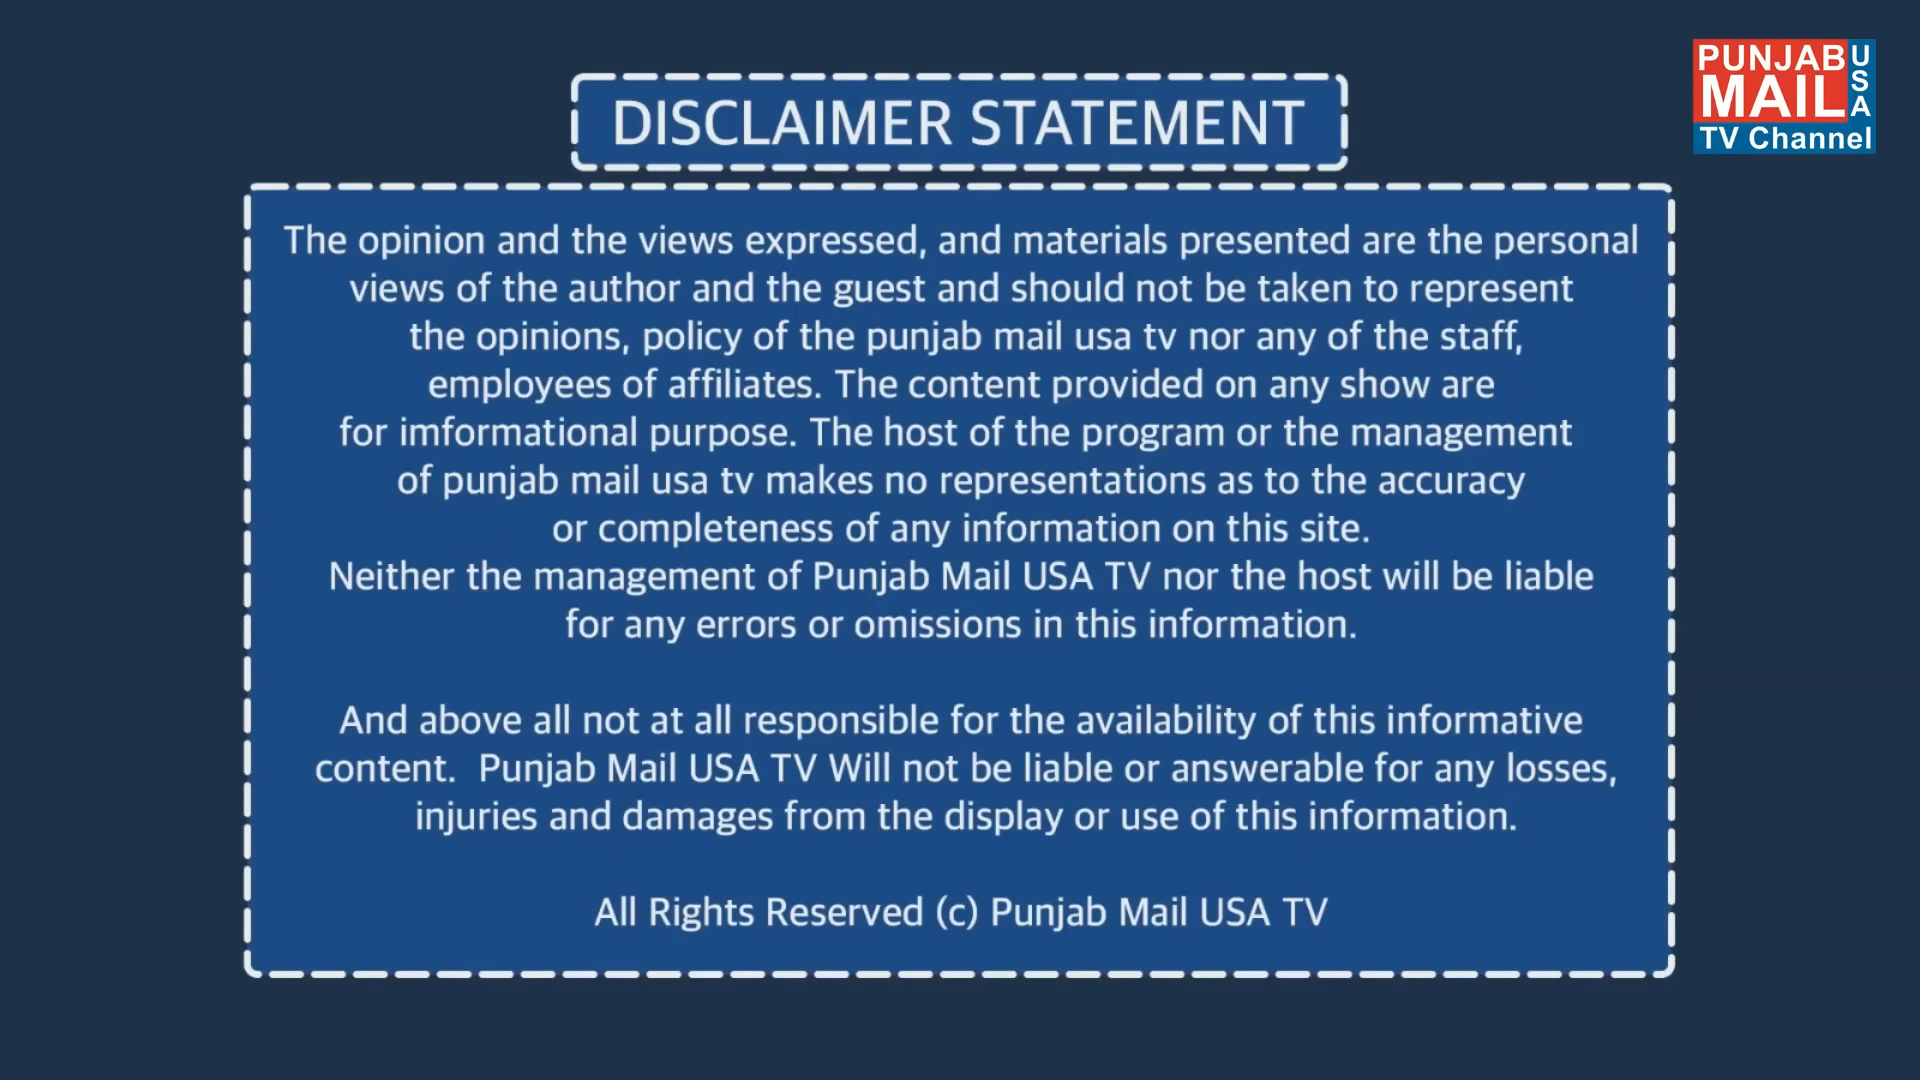 PUNJAB USA
MAIL
TV Channel
DISCLAIMER STATEMENT
The opinion and the views expressed, and materials presented are the personal
views of the author and the guest and should not be taken to represent
the opinions, policy of the punjab mail usa tv nor any of the staff,
employees of affiliates. The content provided on any show are
for imformational purpose. The host of the program or the management
of punjab mail usa tv makes no representations as to the accuracy
or completeness of any information on this site.
Neither the management of Punjab Mail USA TV nor the host will be liable
for any errors or omissions in this information.
And above all not at all responsible for the availability of this informative
content. Punjab Mail USA TV Will not be liable or answerable for any losses,
injuries and damages from the display or use of this information.
All Rights Reserved (c) Punjab Mail USA TV